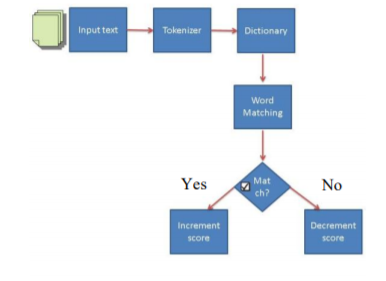 Input text
Tokenizer
Dictionary
Word
Matching
Yes
Mat
ch?
No
Increment
score
Decrement
score